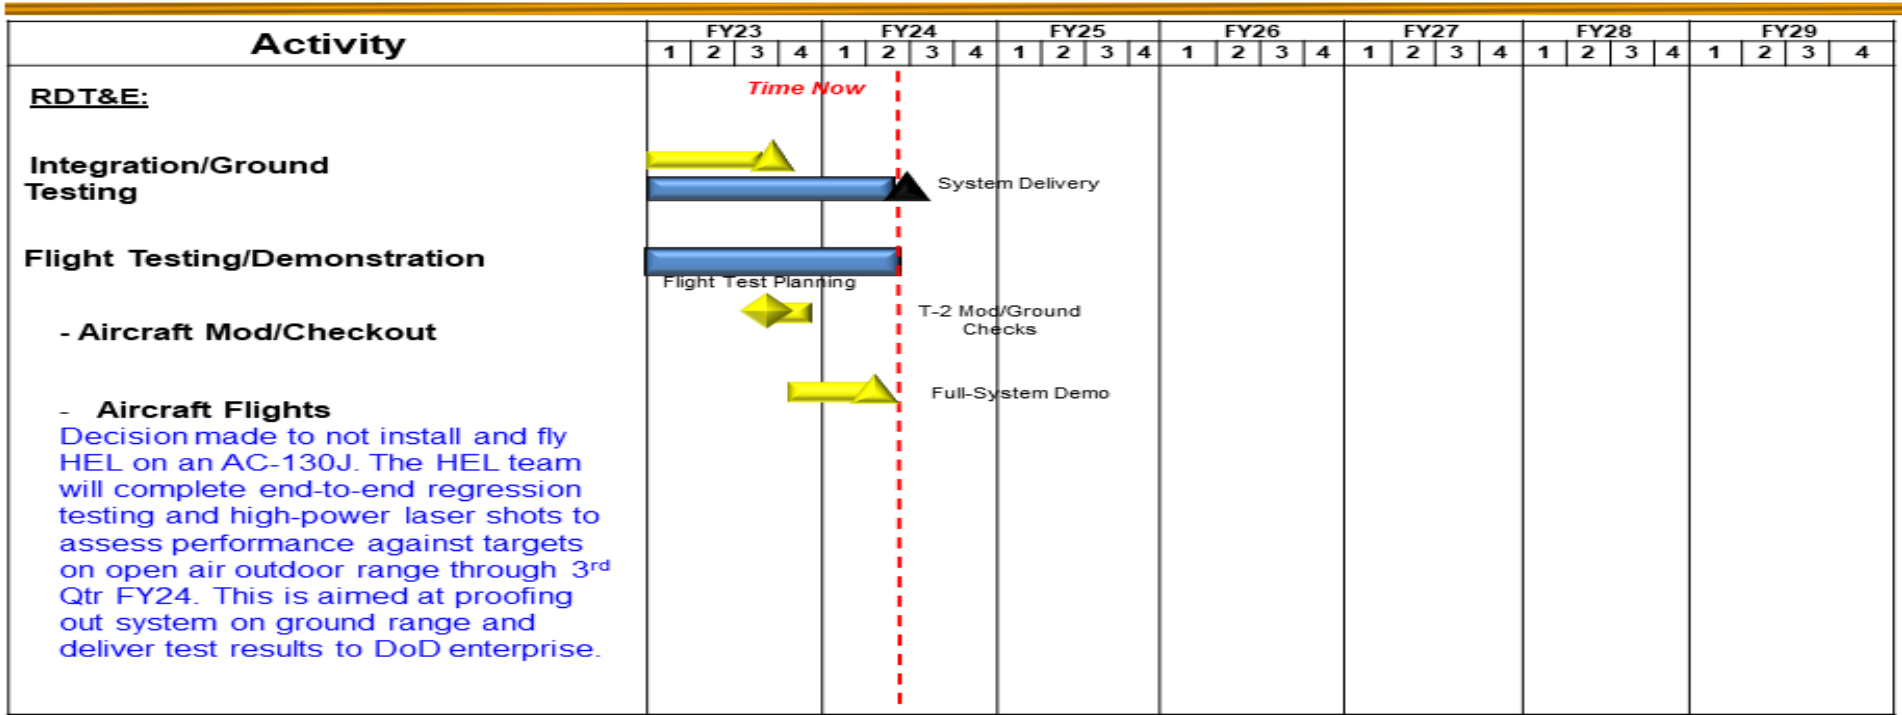 Activity
FY23 FY24 FY25 FY26 FY27 FY28 FY29
1 2 3 4 1 2 3 4 1 2 3 4 1 2 3 4 1 2 3 4 1 2 3 4 1 2 3 4
Time Now
RDT&E:
Integration/Ground
Testing
System Delivery
Flight Testing/Demonstration
Flight Test Planning
- Aircraft Mod/Checkout
T-2 Mod/Ground
Checks
- Aircraft Flights
Full-System Demo
Decision made to not install and fly
HEL on an AC-130J. The HEL team
will complete end-to-end regression
testing and high-power laser shots to
assess performance against targets
on open air outdoor range through 3rd
Qtr FY24. This is aimed at proofing
out system on ground range and
deliver test results to DoD enterprise.